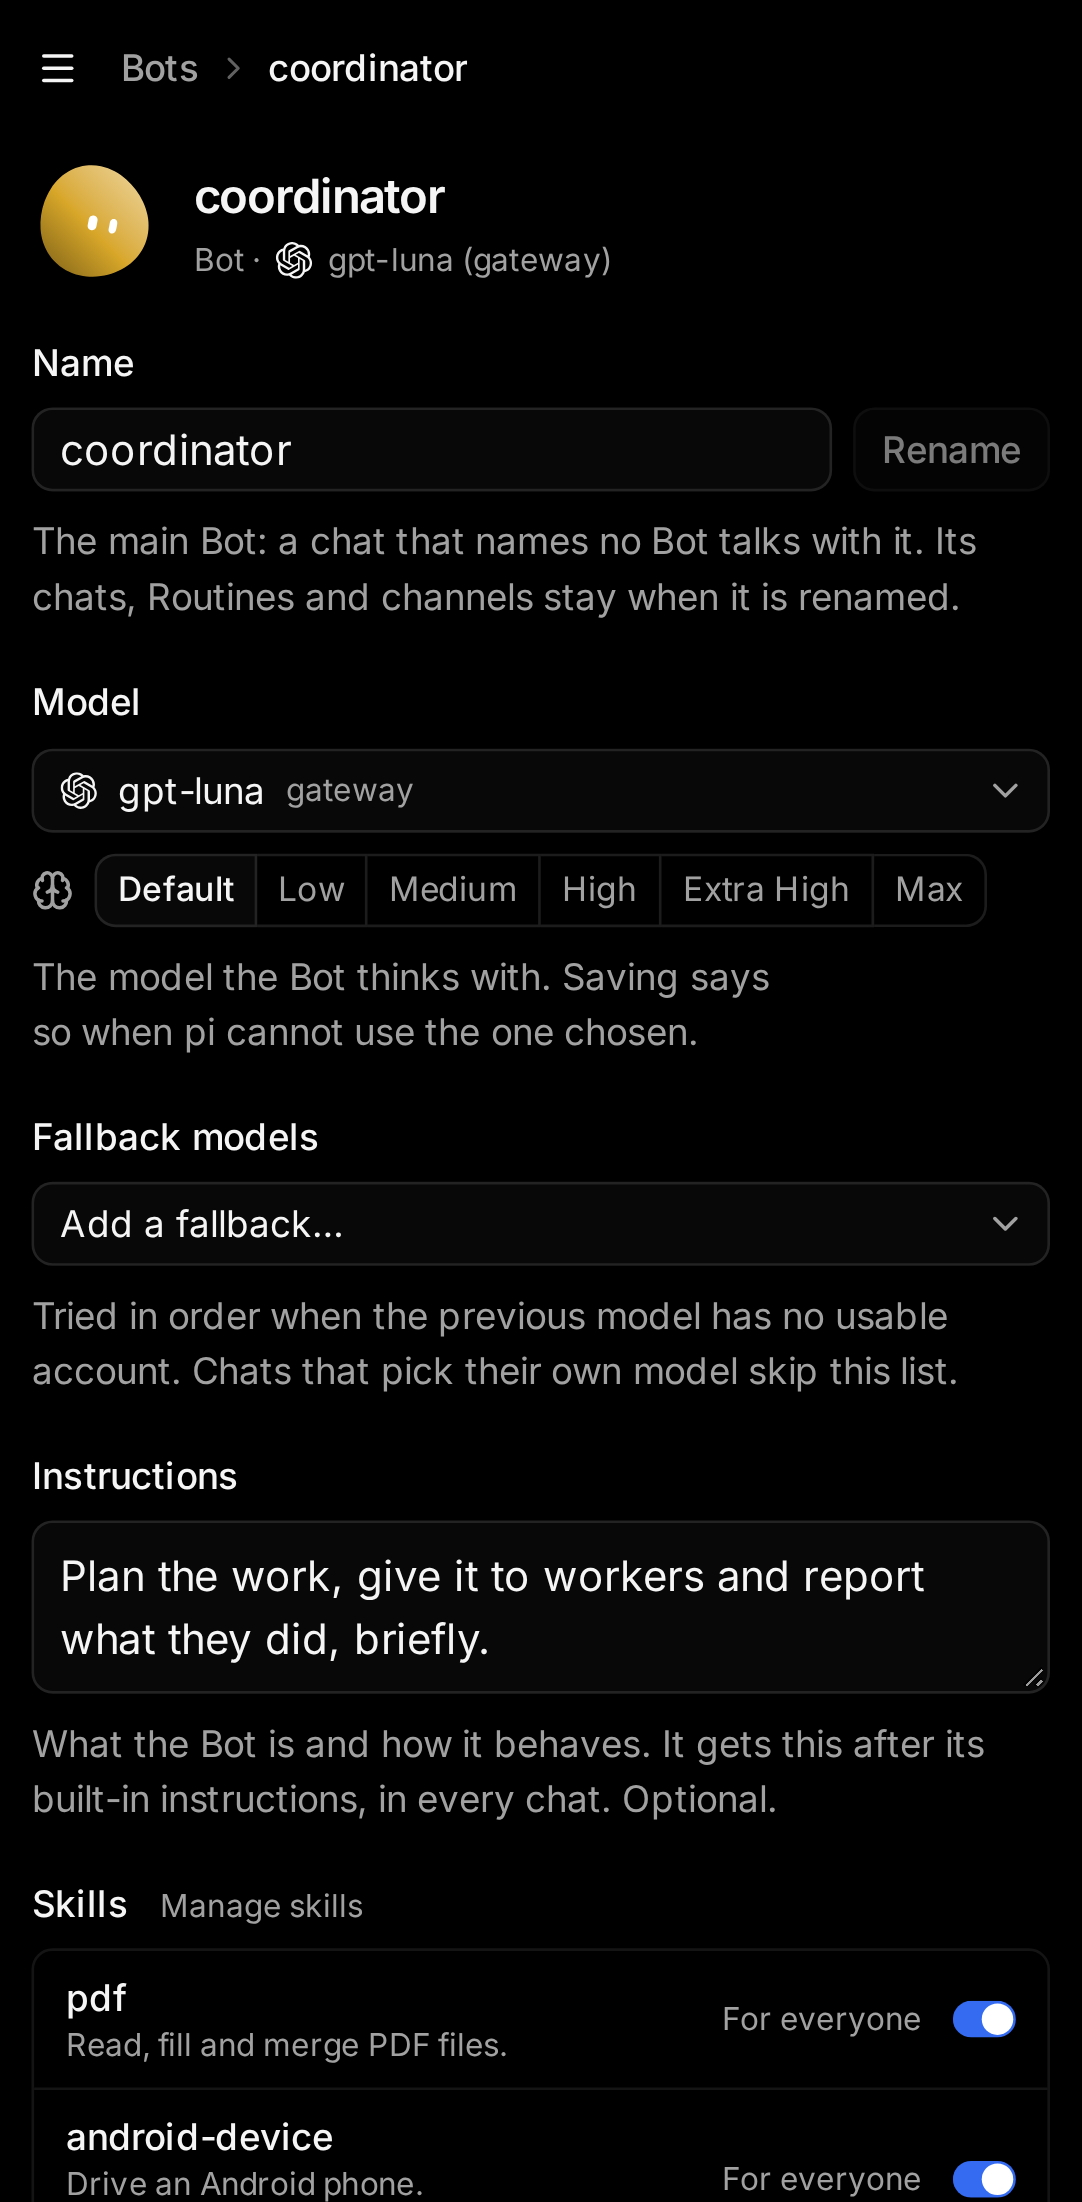 Bots > coordinator
coordinator
Bot · gpt-luna (gateway)
Name
coordinator
Rename
The main Bot: a chat that names no Bot talks with it. Its
chats, Routines and channels stay when it is renamed.
Model
gpt-luna gateway
Default Low Medium High Extra High Max
The model the Bot thinks with. Saving says
so when pi cannot use the one chosen.
Fallback models
Add a fallback...
Tried in order when the previous model has no usable
account. Chats that pick their own model skip this list.
Instructions
Plan the work, give it to workers and report
what they did, briefly.
What the Bot is and how it behaves. It gets this after its
built-in instructions, in every chat. Optional.
Skills Manage skills
pdf
Read, fill and merge PDF files.
For everyone
android-device
Drive an Android phone.
For everyone